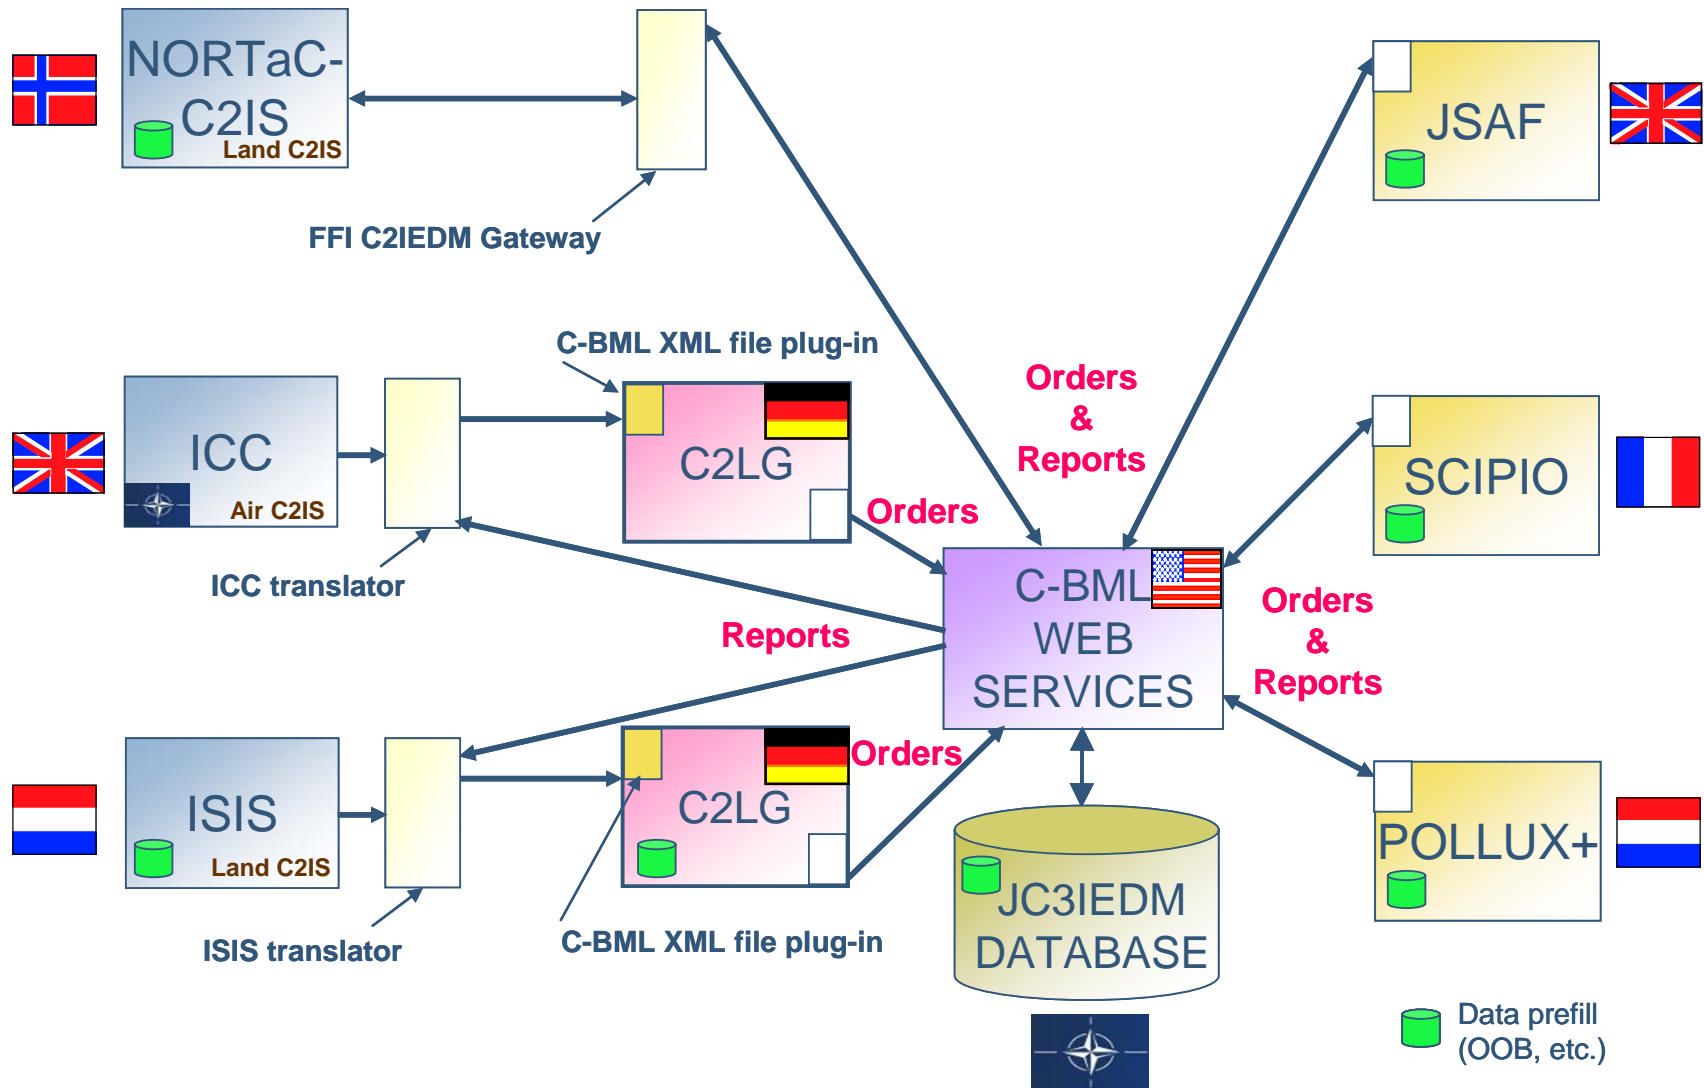 NORTaC-
C2IS
Land C2IS
FFI C2IEDM Gateway
JSAF
C-BML XML file plug-in
Orders
&
Reports
ICC
Air C2IS
C2LG
Orders
SCIPIO
ICC translator
C-BML
WEB
SERVICES
Reports
Orders
&
Reports
ISIS
Land C2IS
C2LG
Orders
POLLUX+
ISIS translator
C-BML XML file plug-in
JC3IEDM
DATABASE
Data prefill
(OOB, etc.)